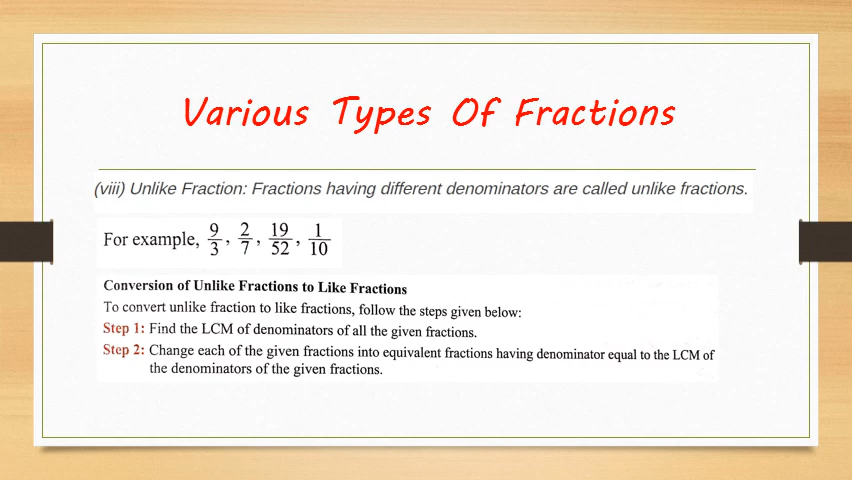 Various Types Of Fractions
(viii) Unlike Fraction: Fractions having different denominators are called unlike fractions.
For example, 9/3, 2/7, 19/52, 1/10
Conversion of Unlike Fractions to Like Fractions
To convert unlike fraction to like fractions, follow the steps given below:
Step 1: Find the LCM of denominators of all the given fractions.
Step 2: Change each of the given fractions into equivalent fractions having denominator equal to the LCM of
the denominators of the given fractions.